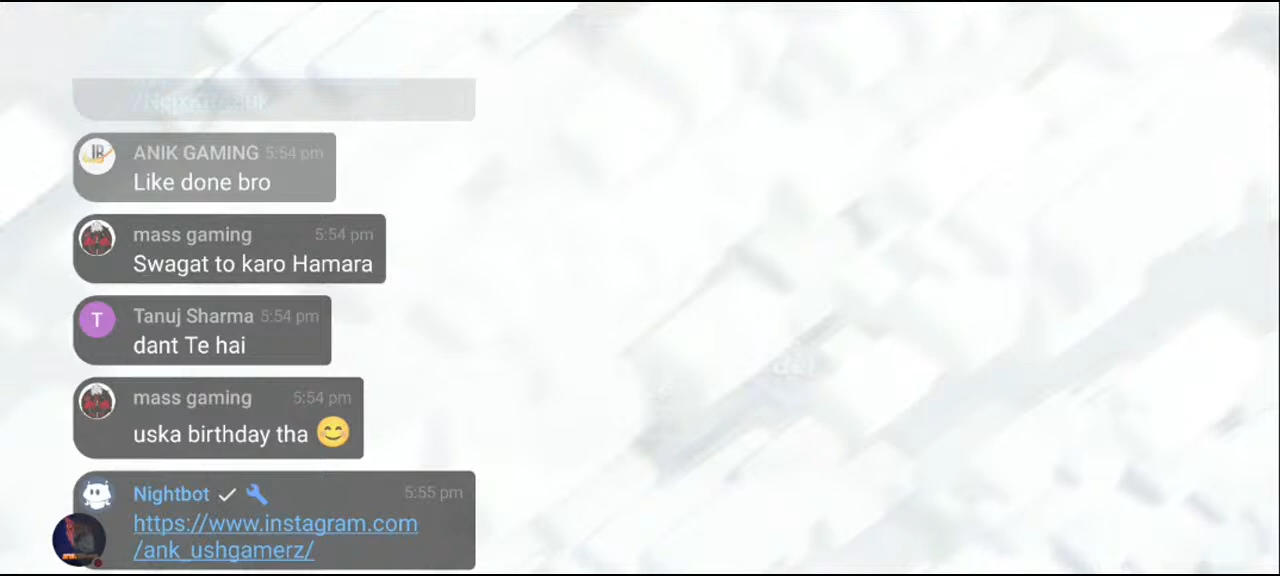 ANIK GAMING 5:54 pm
Like done bro
mass gaming 5:54 pm
Swagat to karo Hamara
T
Tanuj Sharma 5:54 pm
dant Te hai
mass gaming 5:54 pm
uska birthday tha 😊
Nightbot 5:55 pm
https://www.instagram.com
/ank_ushgamerz/